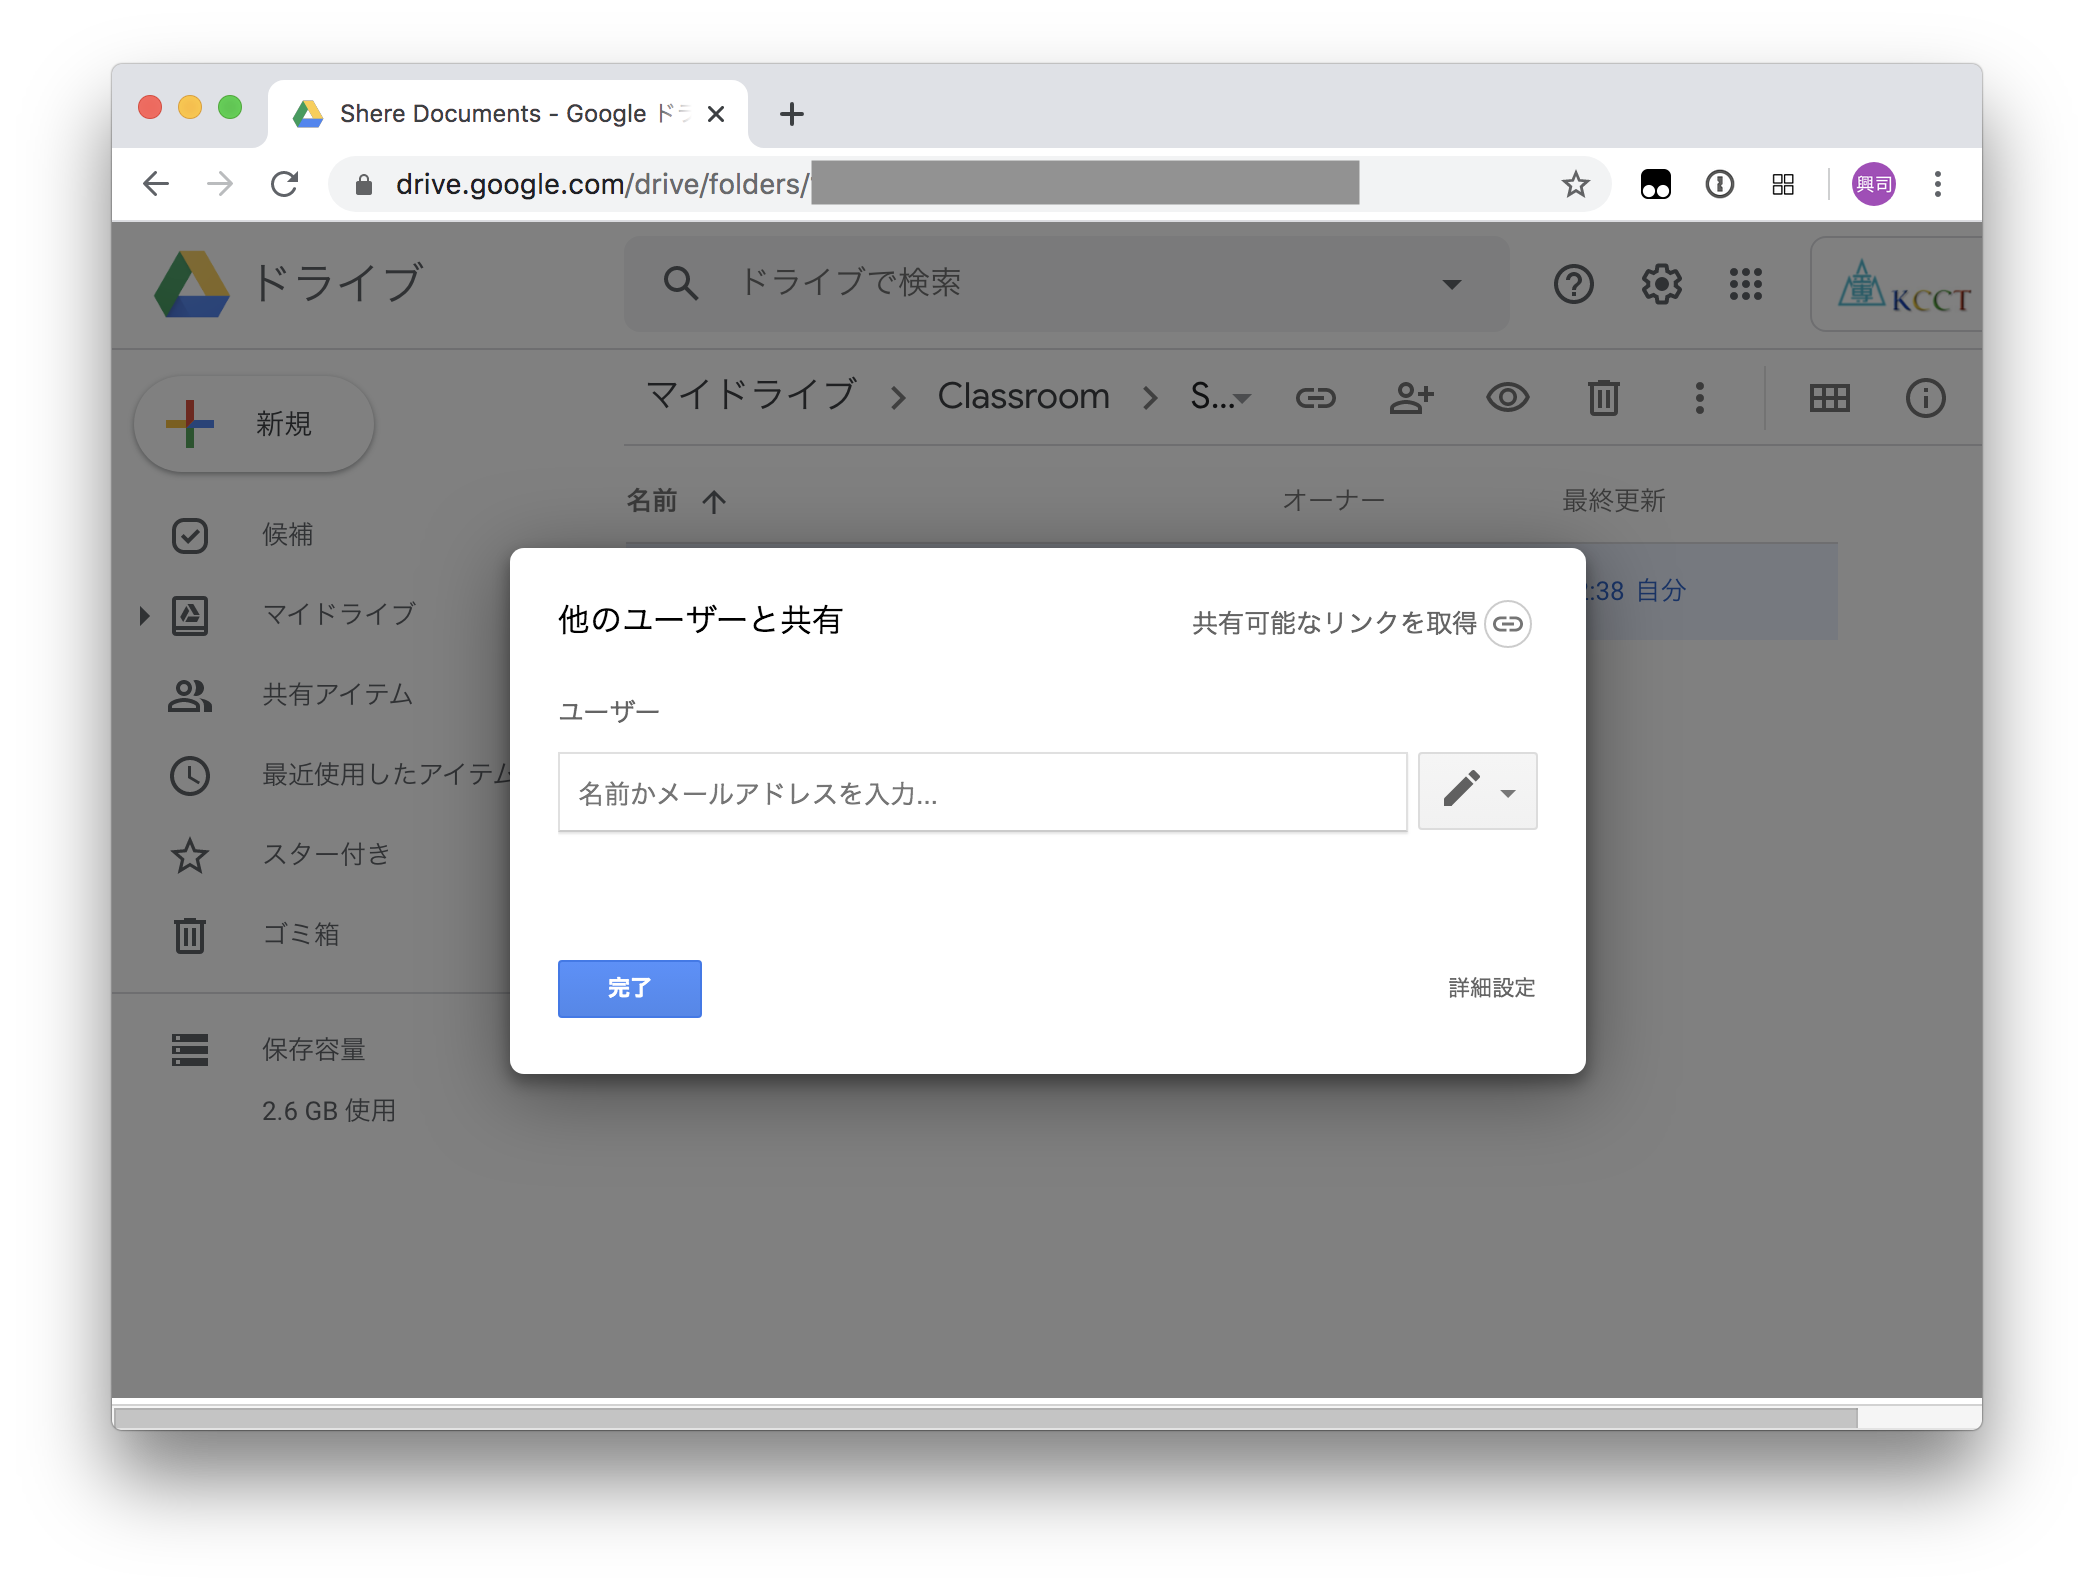 Shere Documents - Google ドラ
drive.google.com/drive/folders/
興司
ドライブ
ドライブで検索
KCCT
新規
マイドライブ
Classroom
S...
名前
オーナー
最終更新
候補
マイドライブ
共有アイテム
最近使用したアイテム
スター付き
ゴミ箱
保存容量
2.6 GB 使用
:38 自分
他のユーザーと共有
共有可能なリンクを取得
ユーザー
名前かメールアドレスを入力...
完了
詳細設定